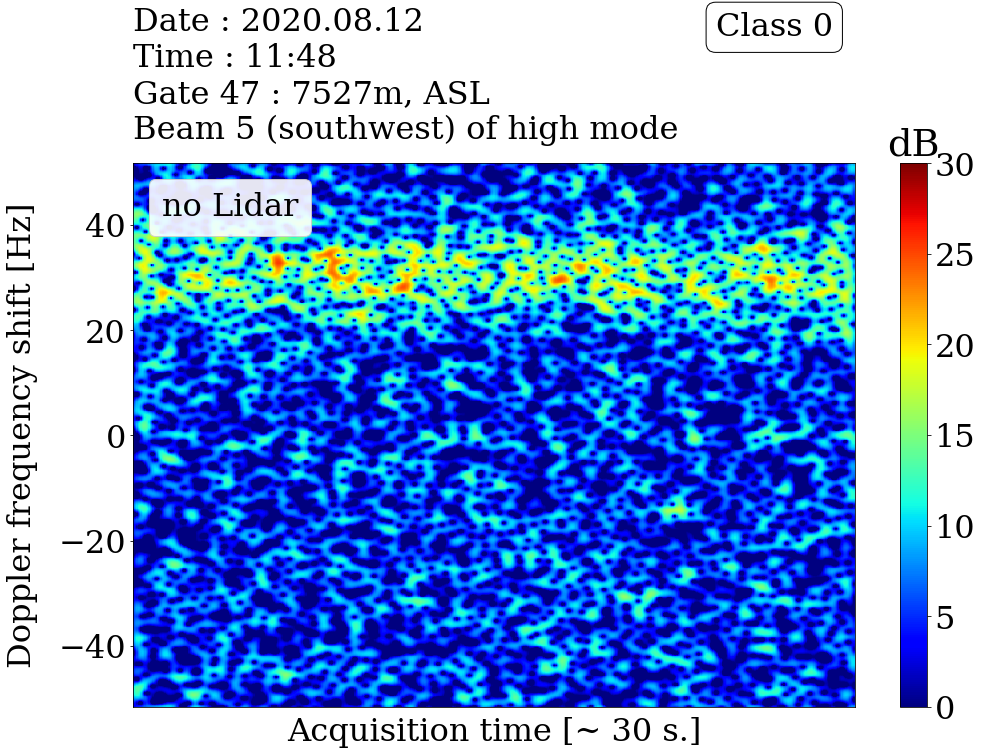 Date : 2020.08.12
Time : 11:48
Gate 47 : 7527m, ASL
Beam 5 (southwest) of high mode
Class 0
dB
no Lidar
Doppler frequency shift [Hz]
40
20
0
−20
−40
30
25
20
15
10
5
0
Acquisition time [~ 30 s.]